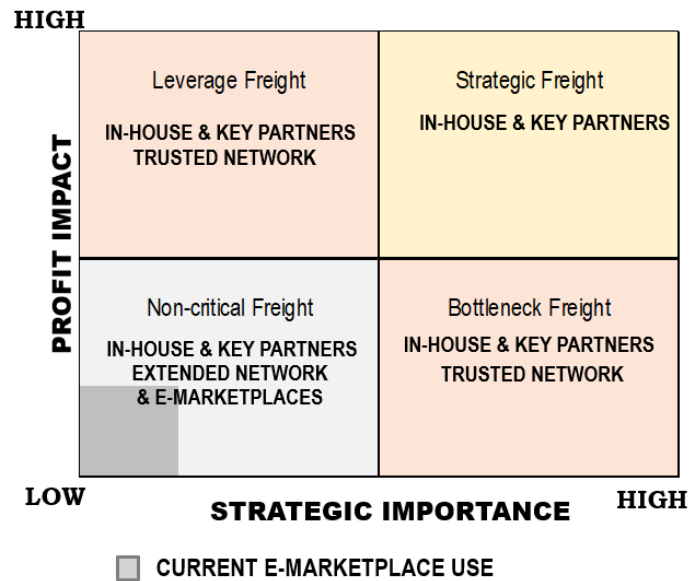 HIGH
Leverage Freight
IN-HOUSE & KEY PARTNERS
TRUSTED NETWORK
Strategic Freight
IN-HOUSE & KEY PARTNERS
PROFIT IMPACT
Non-critical Freight
IN-HOUSE & KEY PARTNERS
EXTENDED NETWORK
& E-MARKETPLACES
Bottleneck Freight
IN-HOUSE & KEY PARTNERS
TRUSTED NETWORK
LOW
STRATEGIC IMPORTANCE
HIGH
CURRENT E-MARKETPLACE USE